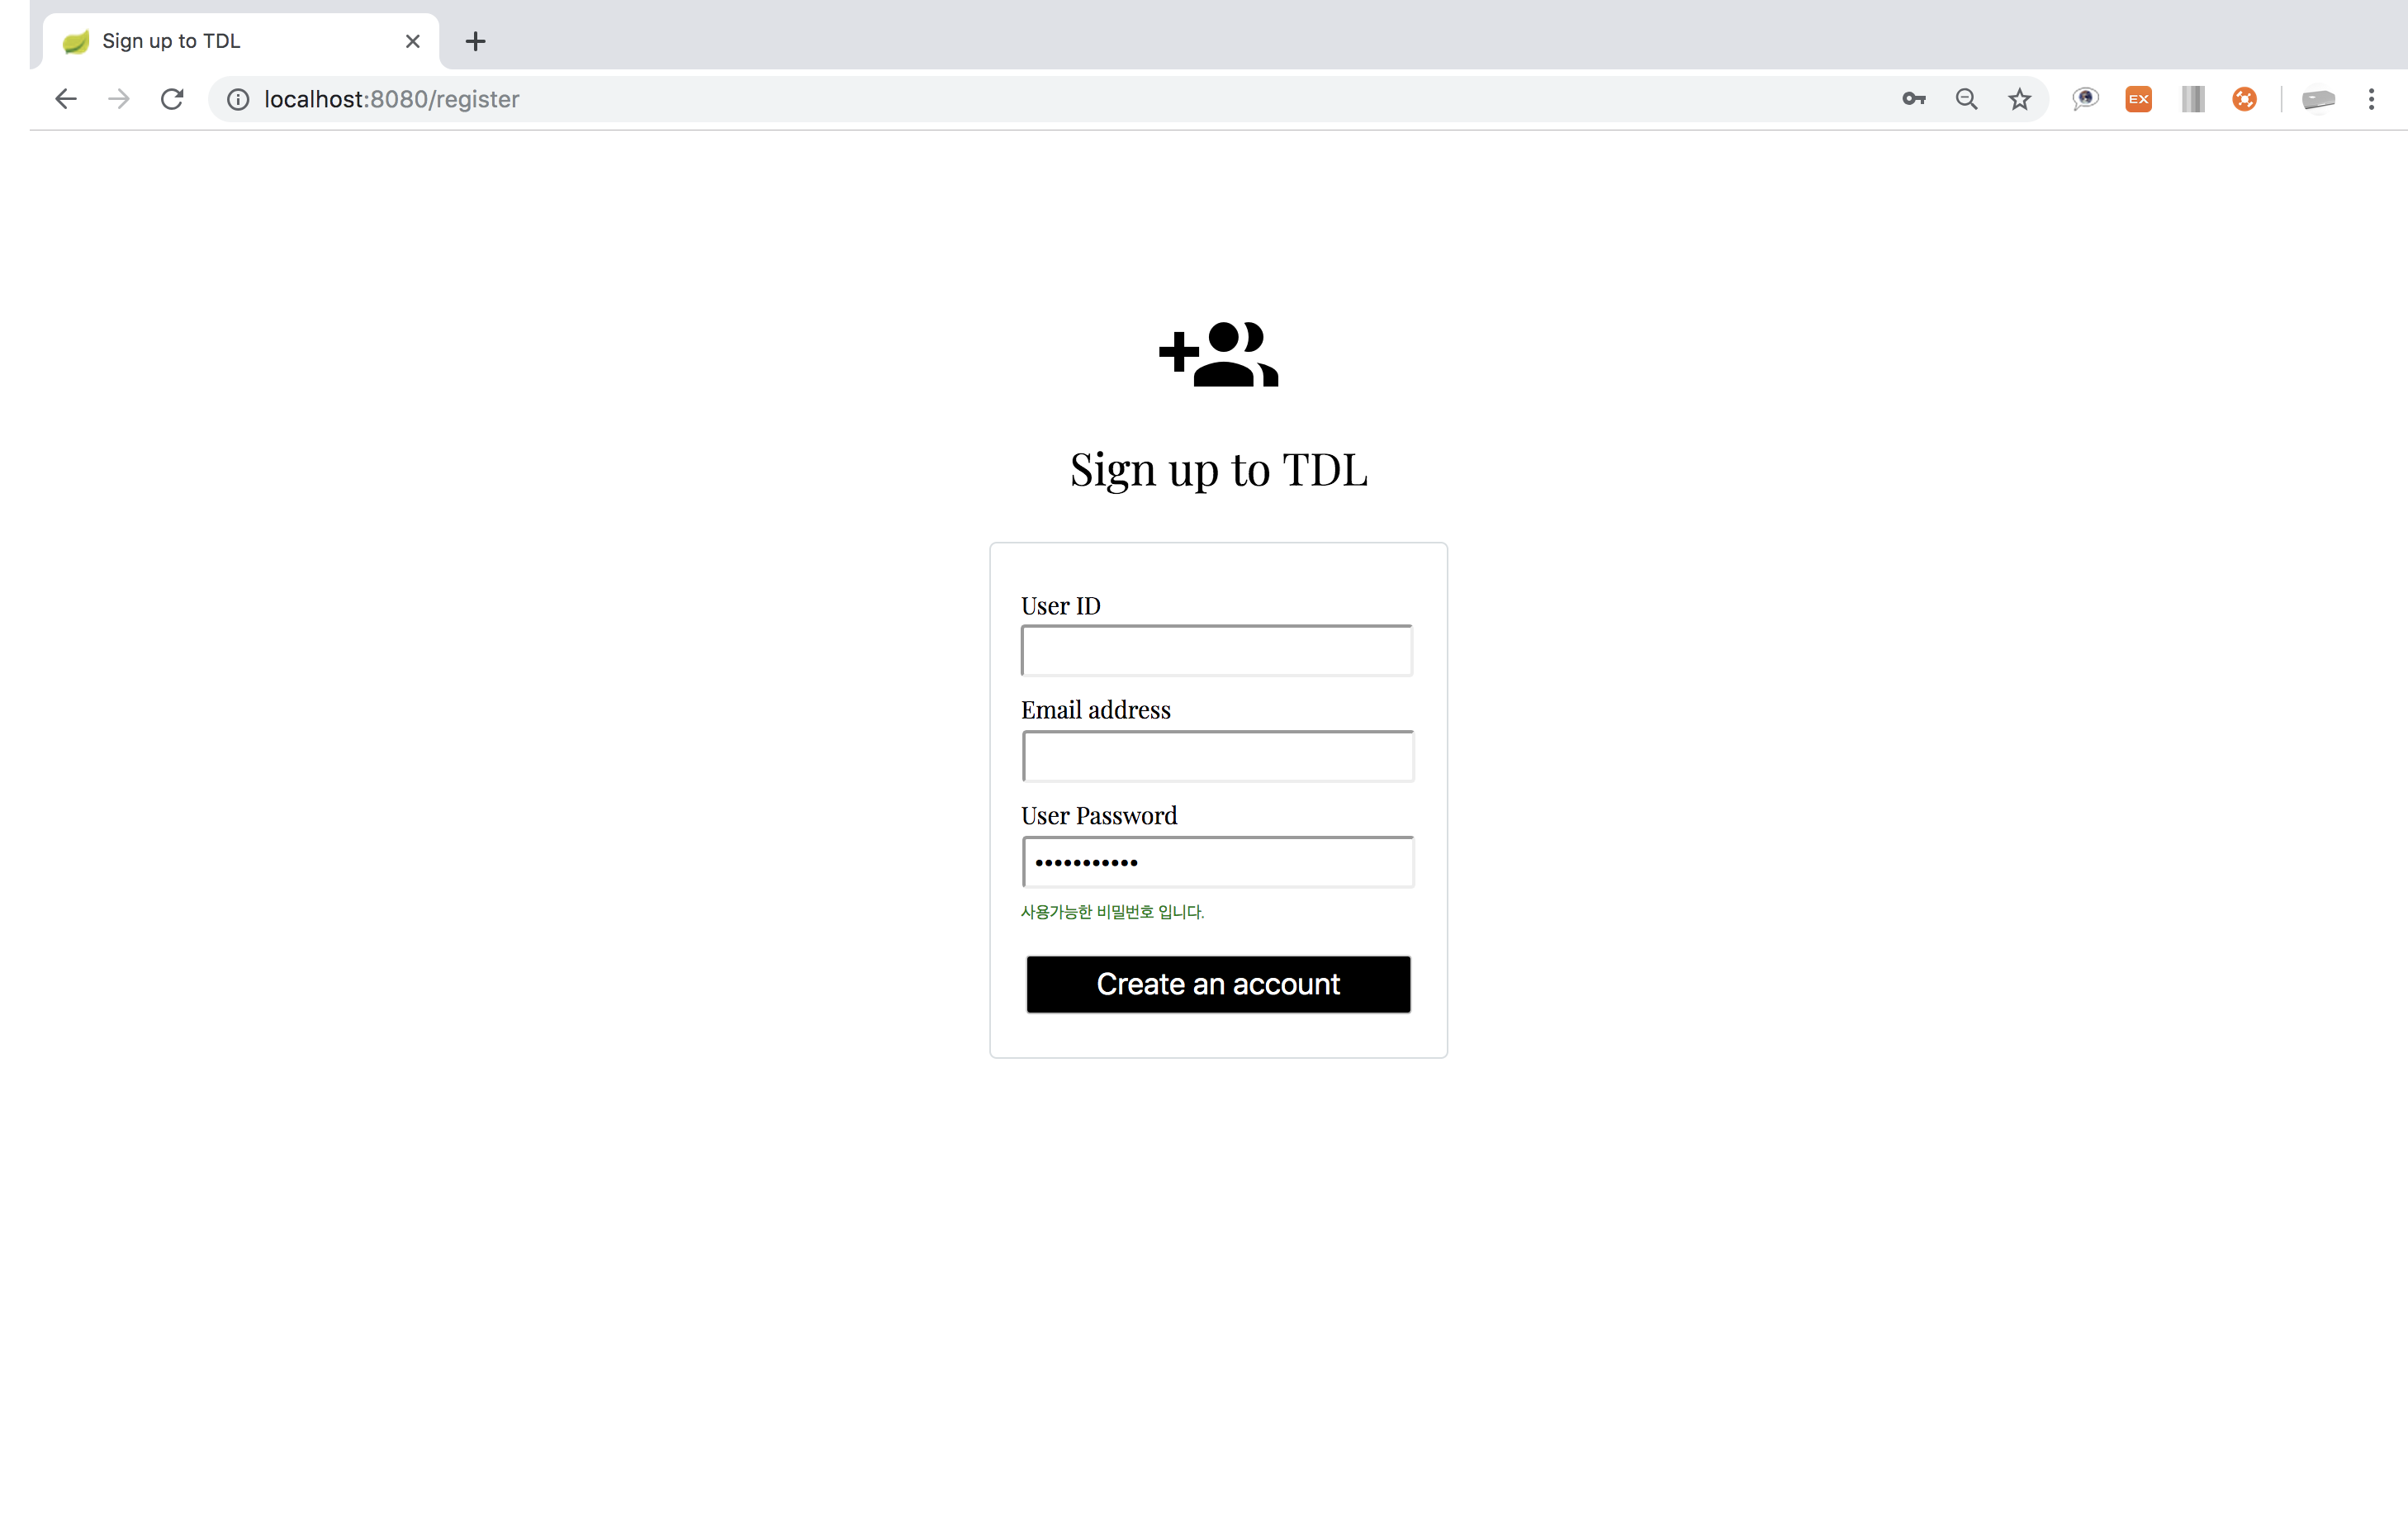 Sign up to TDL
localhost:8080/register
EX
Sign up to TDL
User ID
Email address
User Password
사용가능한 비밀번호 입니다.
Create an account